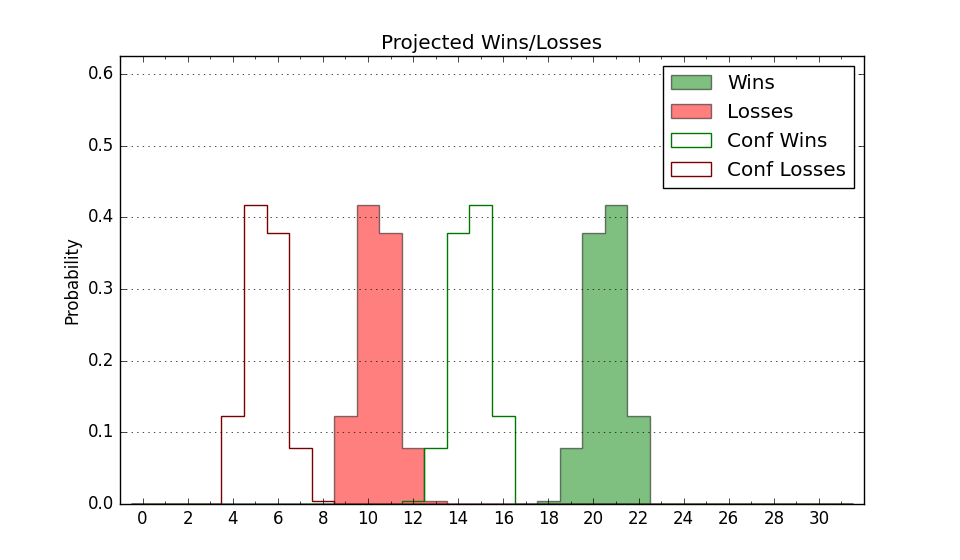 Projected Wins/Losses
0.6
0.5
0.4
0.3
0.2
0.1
0.0
Probability
Wins
Losses
Conf Wins
Conf Losses
0 2 4 6 8 10 12 14 16 18 20 22 24 26 28 30